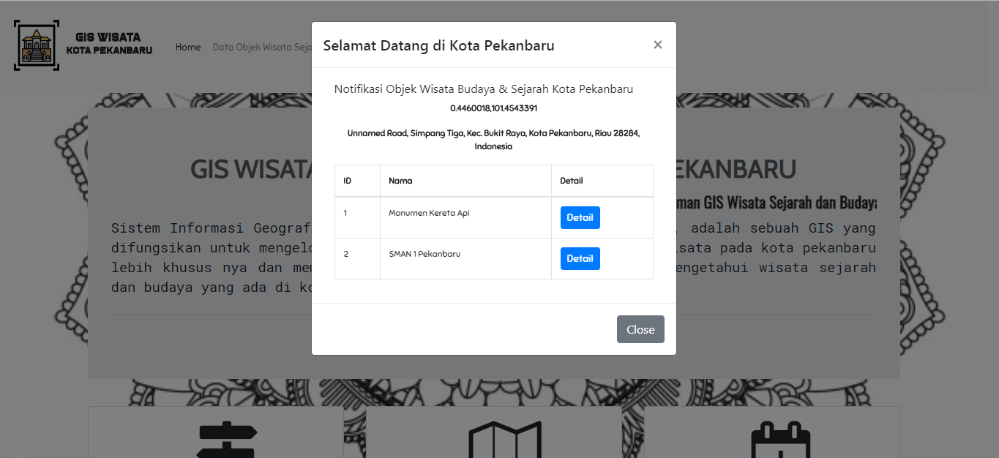 GIS WISATA
KOTA PEKANBARU
Home
Data Objek Wisata
Selamat Datang di Kota Pekanbaru
×
Notifikasi Objek Wisata Budaya & Sejarah Kota Pekanbaru
0.4460018,101.4543391
Unnamed Road, Simpang Tiga, Kec. Bukit Raya, Kota Pekanbaru, Riau 28284,
Indonesia
ID Nama Detail
1 Monumen Kereta Api Detail
2 SMAN 1 Pekanbaru Detail
Close
GIS WISATA
EKANBARU
man GIS Wisata Sejarah dan Budaya
Sistem Informasi Geograf , adalah sebuah GIS yang
difungsikan untuk mengelo isata pada kota pekanbaru
lebih khusus nya dan mem engetahui wisata sejarah
dan budaya yang ada di ko